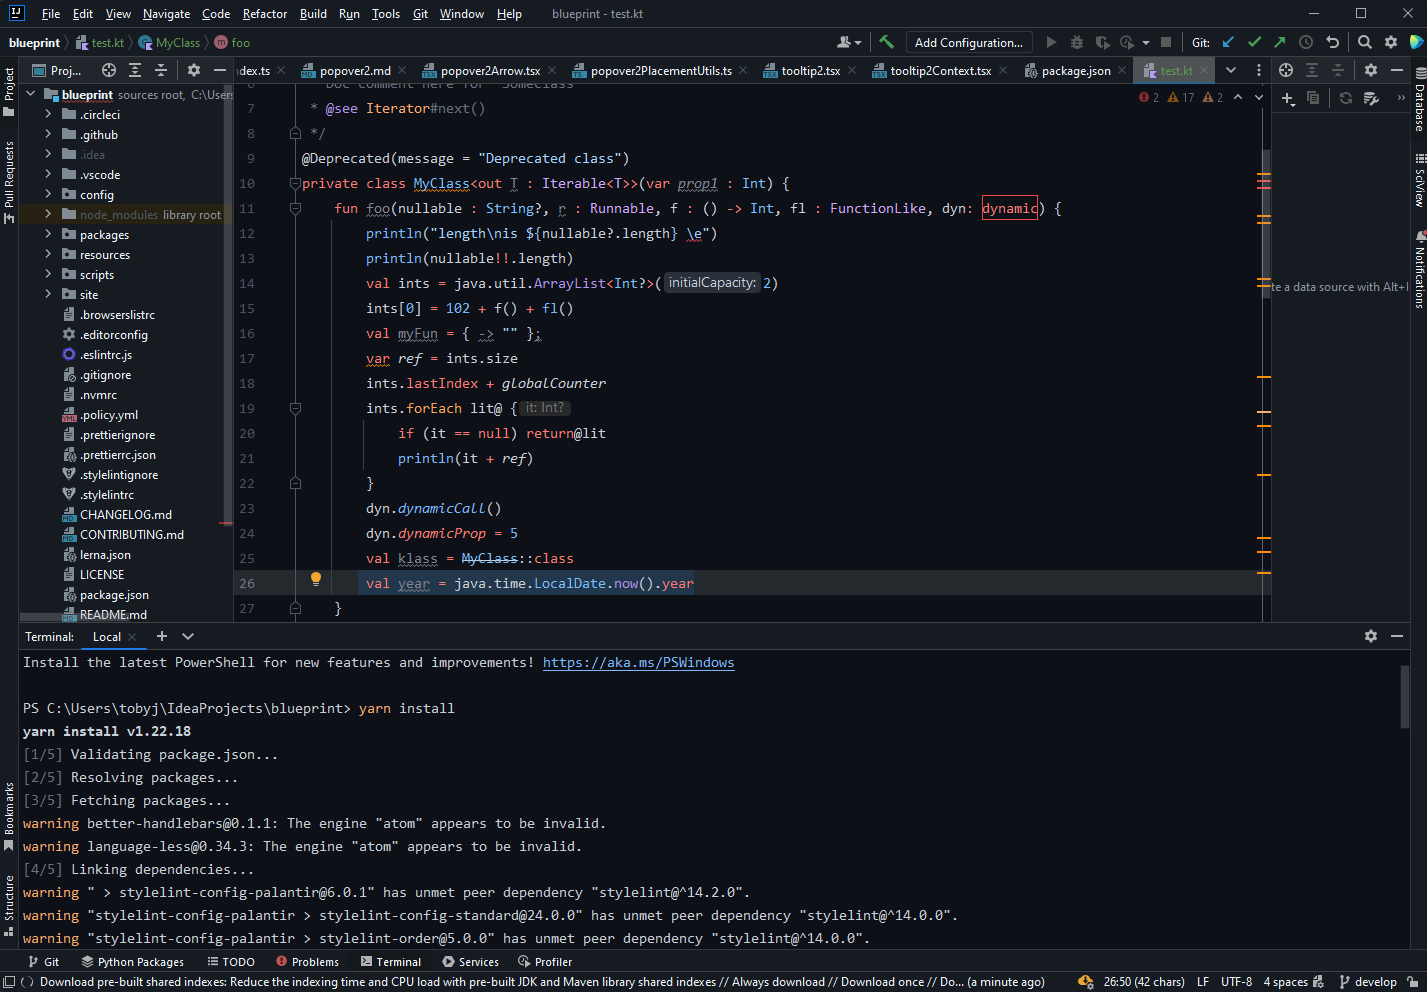 File Edit View Navigate Code Refactor Build Run Tools Git Window Help blueprint - test.kt
blueprint test.kt MyClass foo Add Configuration... Git:
Proj... ndex.ts popover2.md popover2Arrow.tsx popover2PlacementUtils.ts tooltip2.tsx tooltip2Context.tsx package.json test.kt
Project
Pull Requests
Bookmarks
Structure
Database
SciView
Notifications
blueprint sources root, C:\Users
.circleci
.github
.idea
.vscode
config
node_modules library root
packages
resources
scripts
site
.browserslistrc
.editorconfig
.eslintrc.js
.gitignore
.nvmrc
.policy.yml
.prettierignore
.prettierrc.json
.stylelintignore
.stylelintrc
CHANGELOG.md
CONTRIBUTING.md
lerna.json
LICENSE
package.json
README.md
2 17 2
7 * @see Iterator#next()
8 */
9 @Deprecated(message = "Deprecated class")
10 private class MyClass<out T : Iterable<T>>(var prop1 : Int) {
11 fun foo(nullable : String?, r : Runnable, f : () -> Int, fl : FunctionLike, dyn: dynamic) {
12 println("length\nis ${nullable?.length} \e")
13 println(nullable!!.length)
14 val ints = java.util.ArrayList<Int?>( initialCapacity: 2)
15 ints[0] = 102 + f() + fl()
16 val myFun = { -> "" };
17 var ref = ints.size
18 ints.lastIndex + globalCounter
19 ints.forEach lit@ { it: Int?
20 if (it == null) return@lit
21 println(it + ref)
22 }
23 dyn.dynamicCall()
24 dyn.dynamicProp = 5
25 val klass = MyClass::class
26 val year = java.time.LocalDate.now().year
27 }
te a data source with Alt+I
Terminal: Local
Install the latest PowerShell for new features and improvements! https://aka.ms/PSWindows
PS C:\Users\tobyj\IdeaProjects\blueprint> yarn install
yarn install v1.22.18
[1/5] Validating package.json...
[2/5] Resolving packages...
[3/5] Fetching packages...
warning better-handlebars@0.1.1: The engine "atom" appears to be invalid.
warning language-less@0.34.3: The engine "atom" appears to be invalid.
[4/5] Linking dependencies...
warning " > stylelint-config-palantir@6.0.1" has unmet peer dependency "stylelint@^14.2.0".
warning "stylelint-config-palantir > stylelint-config-standard@24.0.0" has unmet peer dependency "stylelint@^14.0.0".
warning "stylelint-config-palantir > stylelint-order@5.0.0" has unmet peer dependency "stylelint@^14.0.0".
Git Python Packages TODO Problems Terminal Services Profiler
Download pre-built shared indexes: Reduce the indexing time and CPU load with pre-built JDK and Maven library shared indexes // Always download // Download once // Do... (a minute ago) 26:50 (42 chars) LF UTF-8 4 spaces develop